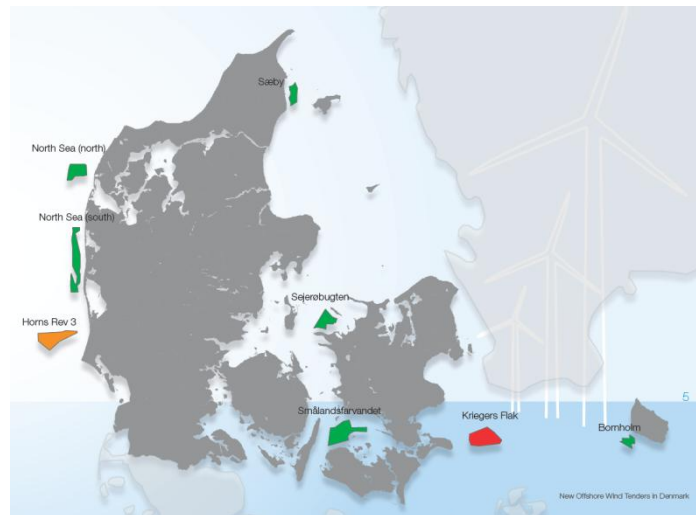 Sæby
North Sea (north)
North Sea (south)
Sejerøbugten
Horns Rev 3
5
Smålandsfarvandet
Kriegers Flak
Bornholm
New Offshore Wind Tenders in Denmark